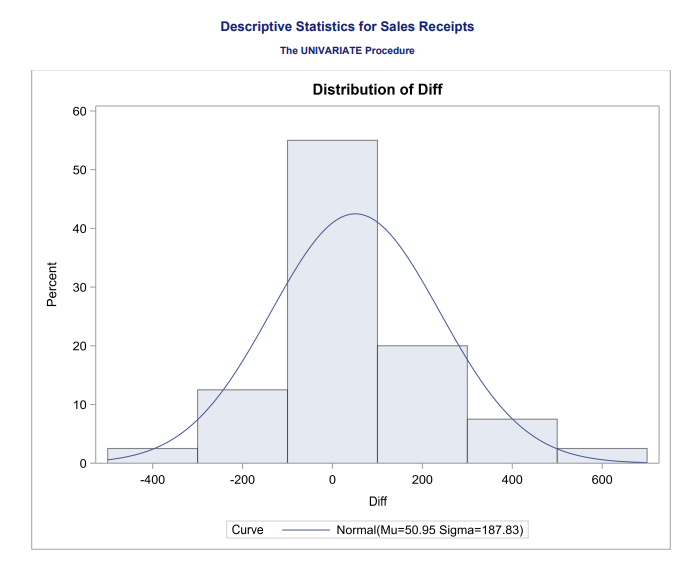 Descriptive Statistics for Sales Receipts
The UNIVARIATE Procedure
Distribution of Diff
60
50
40
30
20
10
0
Percent
-400 -200 0 200 400 600
Diff
Curve Normal(Mu=50.95 Sigma=187.83)